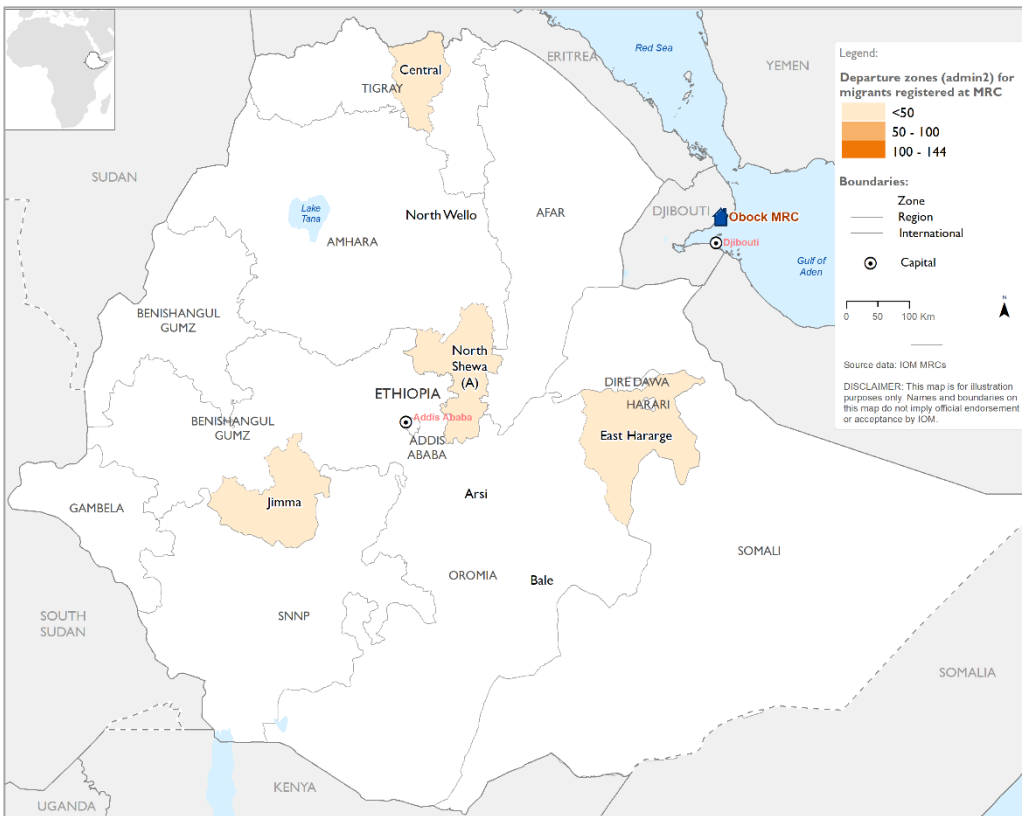 Red Sea
ERITREA
YEMEN
Central
TIGRAY
SUDAN
Lake
Tana
North Wello
AFAR
DJIBOUTI
Obock MRC
Djibouti
AMHARA
Gulf of
Aden
BENISHANGUL
GUMZ
North
Shewa
(A)
ETHIOPIA
DIRE DAWA
HARARI
BENISHANGUL
GUMZ
Addis Ababa
ADDIS
ABABA
East Hararge
Jimma
Arsi
GAMBELA
SOMALI
OROMIA
Bale
SNNP
SOUTH
SUDAN
SOMALIA
KENYA
UGANDA
Legend:
Departure zones (admin2) for
migrants registered at MRC
<50
50 - 100
100 - 144
Boundaries:
Zone
Region
International
Capital
N
0 50 100 Km
Source data: IOM MRCs
DISCLAIMER: This map is for illustration
purposes only. Names and boundaries on
this map do not imply official endorsement
or acceptance by IOM.